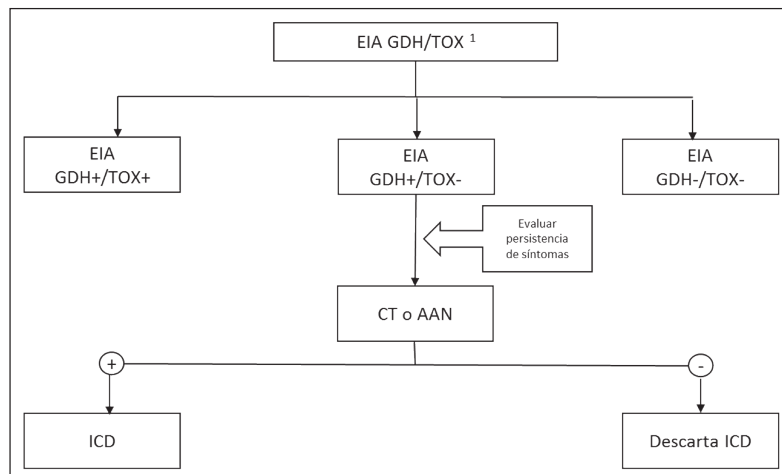 EIA GDH/TOX ¹
EIA
GDH+/TOX+
EIA
GDH+/TOX-
EIA
GDH-/TOX-
Evaluar
persistencia
de síntomas
CT o AAN
+
-
ICD
Descarta ICD